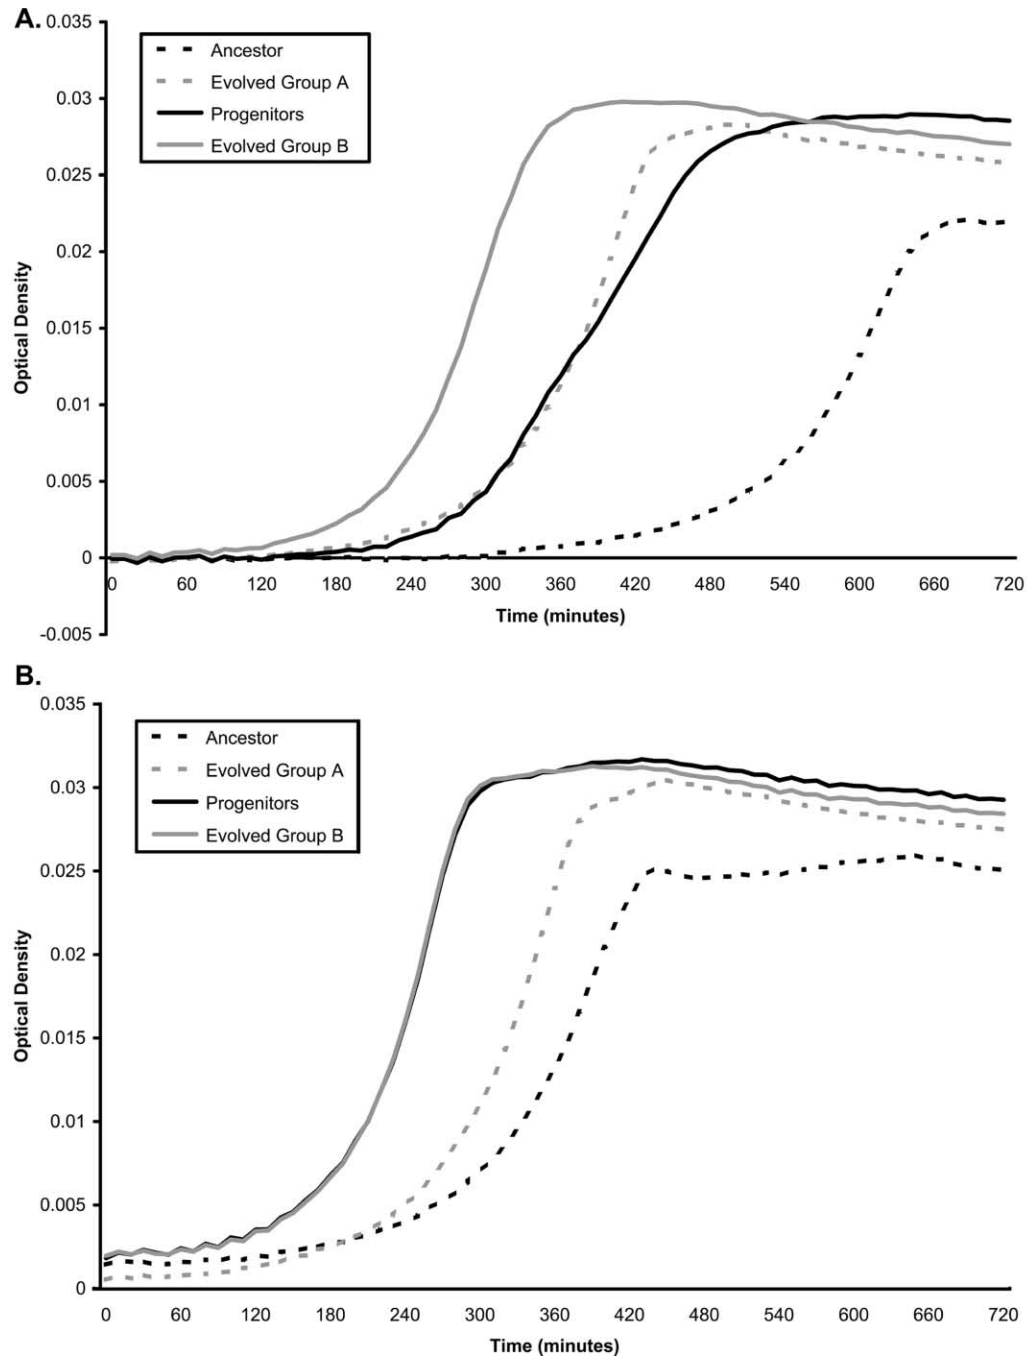 A.
0.035
Ancestor
Evolved Group A
Progenitors
Evolved Group B
0.03
0.025
0.02
0.015
0.01
0.005
0
-0.005
Optical Density
0 60 120 180 240 300 360 420 480 540 600 660 720
Time (minutes)
B.
0.035
Ancestor
Evolved Group A
Progenitors
Evolved Group B
0.03
0.025
0.02
0.015
0.01
0.005
0
Optical Density
0 60 120 180 240 300 360 420 480 540 600 660 720
Time (minutes)